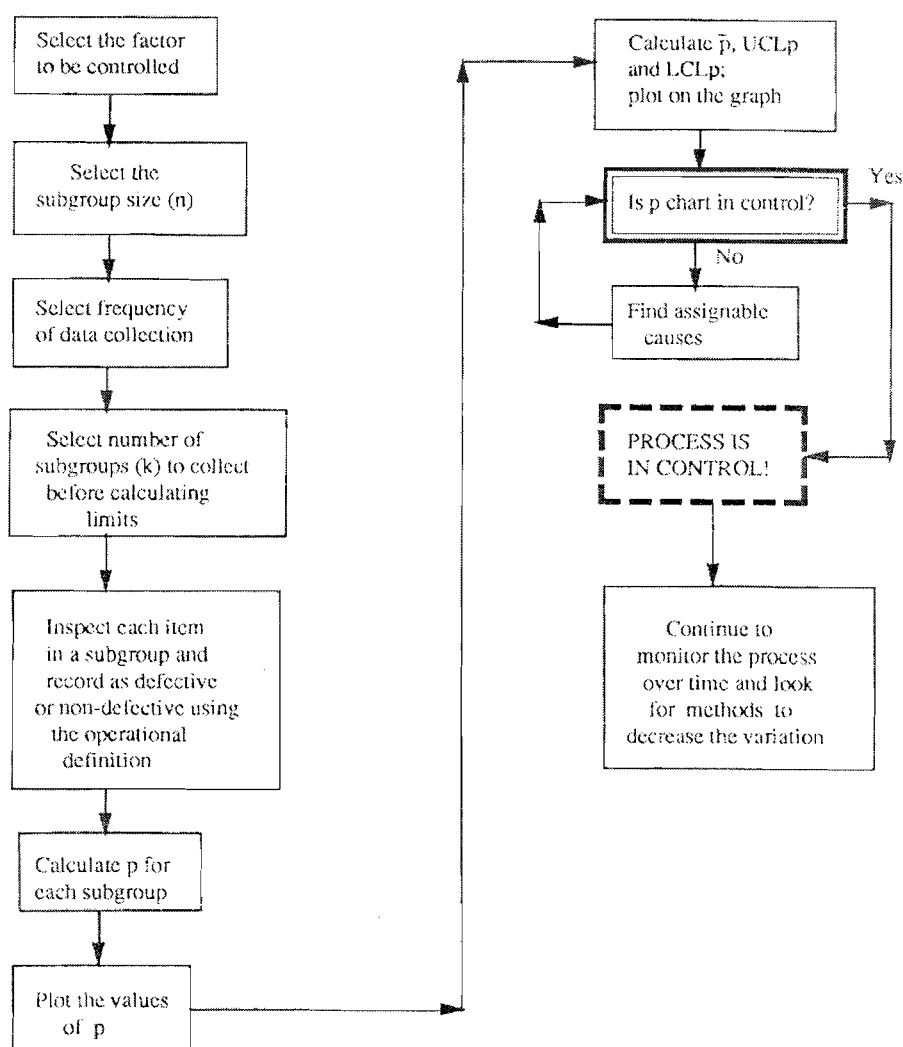 Select the factor
to be controlled
Select the
subgroup size (n)
Select frequency
of data collection
Select number of
subgroups (k) to collect
before calculating
limits
Inspect each item
in a subgroup and
record as defective
or non-defective using
the operational
definition
Calculate p for
each subgroup
Plot the values
of p
Calculate p̄, UCLp
and LCLp;
plot on the graph
Is p chart in control?
Yes
No
Find assignable
causes
PROCESS IS
IN CONTROL!
Continue to
monitor the process
over time and look
for methods to
decrease the variation